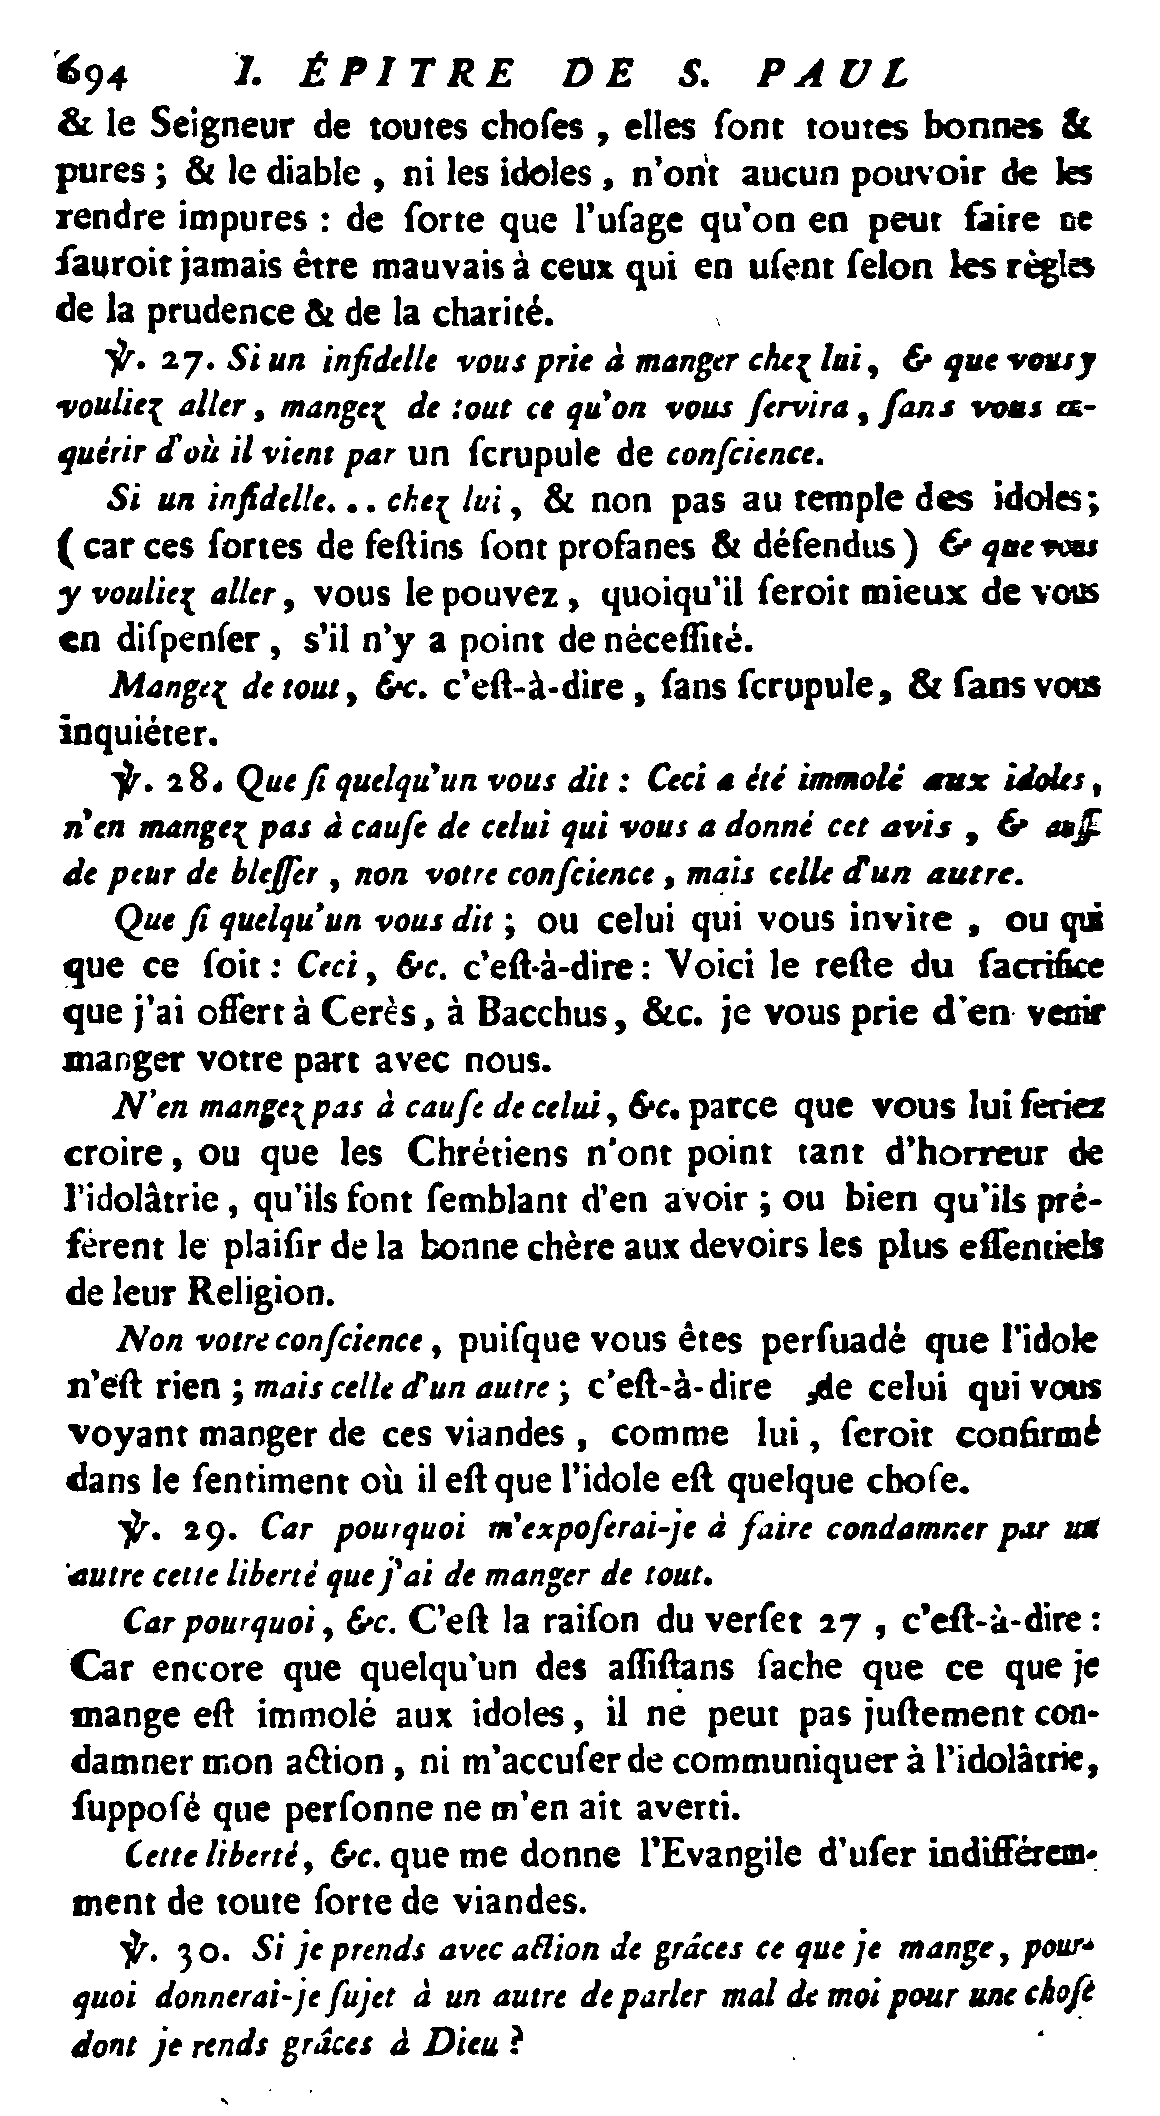 694 I. ÉPITRE DE S. PAUL
& le Seigneur de toutes choſes, elles ſont toutes bonnes &
pures ; & le diable, ni les idoles, n'ont aucun pouvoir de les
rendre impures : de ſorte que l'uſage qu'on en peut faire ne
ſauroit jamais être mauvais à ceux qui en uſent ſelon les règles
de la prudence & de la charité.
℣. 27. Si un infidelle vous prie à manger chez lui, & que vous y
vouliez aller, mangez de tout ce qu'on vous ſervira, ſans vous en-
quérir d'où il vient par un ſcrupule de conſcience.
Si un infidelle... chez lui, & non pas au temple des idoles;
( car ces ſortes de feſtins ſont profanes & défendus ) & que vous
y vouliez aller, vous le pouvez, quoiqu'il ſeroit mieux de vous
en diſpenſer, s'il n'y a point de néceſſité.
Mangez de tout, &c. c'eſt-à-dire, ſans ſcrupule, & ſans vous
inquiéter.
℣. 28. Que ſi quelqu'un vous dit : Ceci a été immolé aux idoles,
n'en mangez pas à cauſe de celui qui vous a donné cet avis, & auſſi
de peur de bleſſer, non votre conſcience, mais celle d'un autre.
Que ſi quelqu'un vous dit ; ou celui qui vous invite, ou qui
que ce ſoit : Ceci, &c. c'eſt-à-dire : Voici le reſte du ſacrifice
que j'ai offert à Cerès, à Bacchus, &c. je vous prie d'en venir
manger votre part avec nous.
N'en mangez pas à cauſe de celui, &c. parce que vous lui feriez
croire, ou que les Chrétiens n'ont point tant d'horreur de
l'idolâtrie, qu'ils font ſemblant d'en avoir ; ou bien qu'ils pré-
fèrent le plaiſir de la bonne chère aux devoirs les plus eſſentiels
de leur Religion.
Non votre conſcience, puiſque vous êtes perſuadé que l'idole
n'eſt rien ; mais celle d'un autre ; c'eſt-à-dire, de celui qui vous
voyant manger de ces viandes, comme lui, ſeroit confirmé
dans le ſentiment où il eſt que l'idole eſt quelque choſe.
℣. 29. Car pourquoi m'expoſerai-je à faire condamner par un
autre cette liberté que j'ai de manger de tout.
Car pourquoi, &c. C'eſt la raiſon du verſet 27, c'eſt-à-dire :
Car encore que quelqu'un des aſſiſtans ſache que ce que je
mange eſt immolé aux idoles, il ne peut pas juſtement con-
damner mon action, ni m'accuſer de communiquer à l'idolâtrie,
ſuppoſé que perſonne ne m'en ait averti.
Cette liberté, &c. que me donne l'Evangile d'uſer indifférem-
ment de toute ſorte de viandes.
℣. 30. Si je prends avec action de grâces ce que je mange, pour-
quoi donnerai-je ſujet à un autre de parler mal de moi pour une choſe
dont je rends grâces à Dieu ?